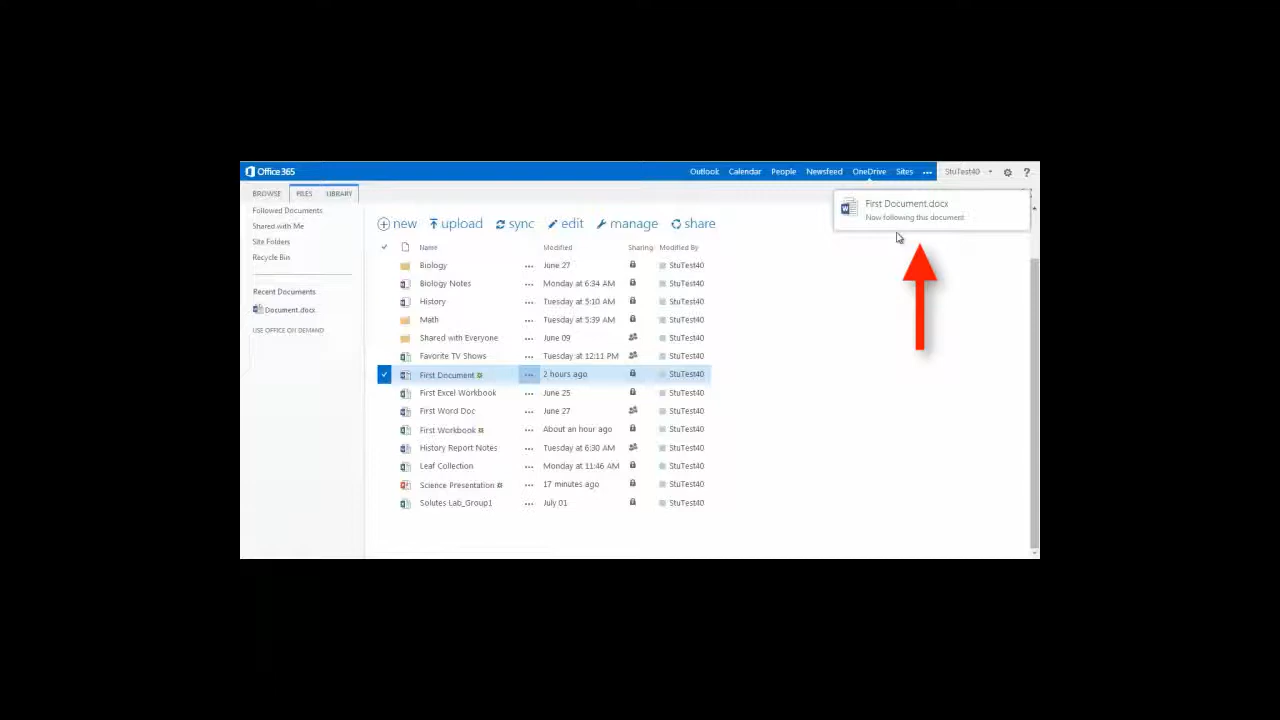 Office 365
Outlook Calendar People Newsfeed OneDrive Sites ••• StuTest40 ?
BROWSE FILES LIBRARY
First Document.docx
Now following this document
Followed Documents
Shared with Me
Site Folders
Recycle Bin
Recent Documents
Document.docx
USE OFFICE ON DEMAND
new upload sync edit manage share
Name Modified Sharing Modified By
Biology ... June 27 StuTest40
Biology Notes ... Monday at 6:34 AM StuTest40
History ... Tuesday at 5:10 AM StuTest40
Math ... Tuesday at 5:39 AM StuTest40
Shared with Everyone ... June 09 StuTest40
Favorite TV Shows ... Tuesday at 12:11 PM StuTest40
First Document ... 2 hours ago StuTest40
First Excel Workbook ... June 25 StuTest40
First Word Doc ... June 27 StuTest40
First Workbook ... About an hour ago StuTest40
History Report Notes ... Tuesday at 6:30 AM StuTest40
Leaf Collection ... Monday at 11:46 AM StuTest40
Science Presentation ... 17 minutes ago StuTest40
Solutes Lab_Group1 ... July 01 StuTest40